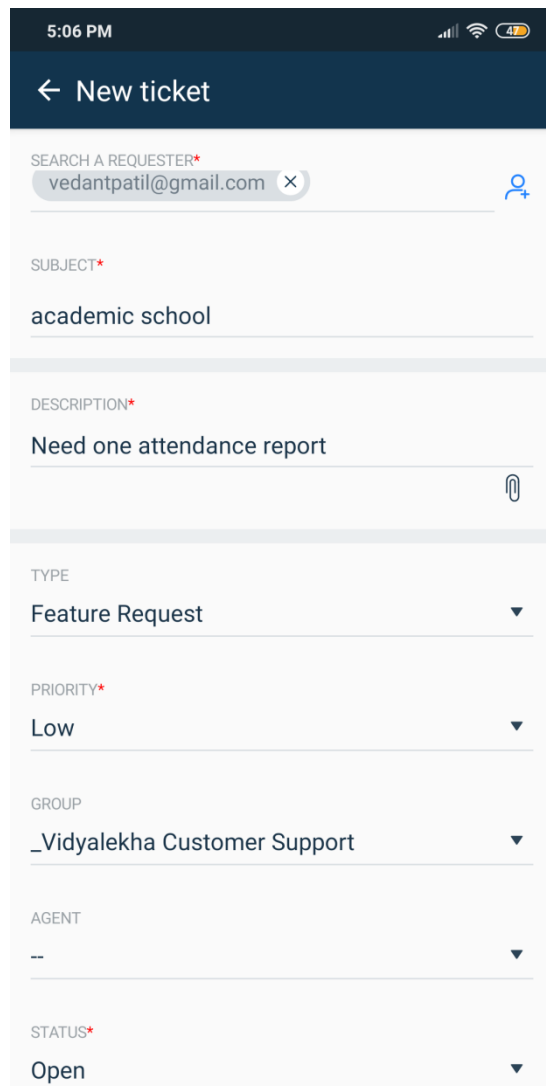 5:06 PM
47
New ticket
SEARCH A REQUESTER*
vedantpatil@gmail.com
SUBJECT*
academic school
DESCRIPTION*
Need one attendance report
TYPE
Feature Request
PRIORITY*
Low
GROUP
_Vidyalekha Customer Support
AGENT
--
STATUS*
Open